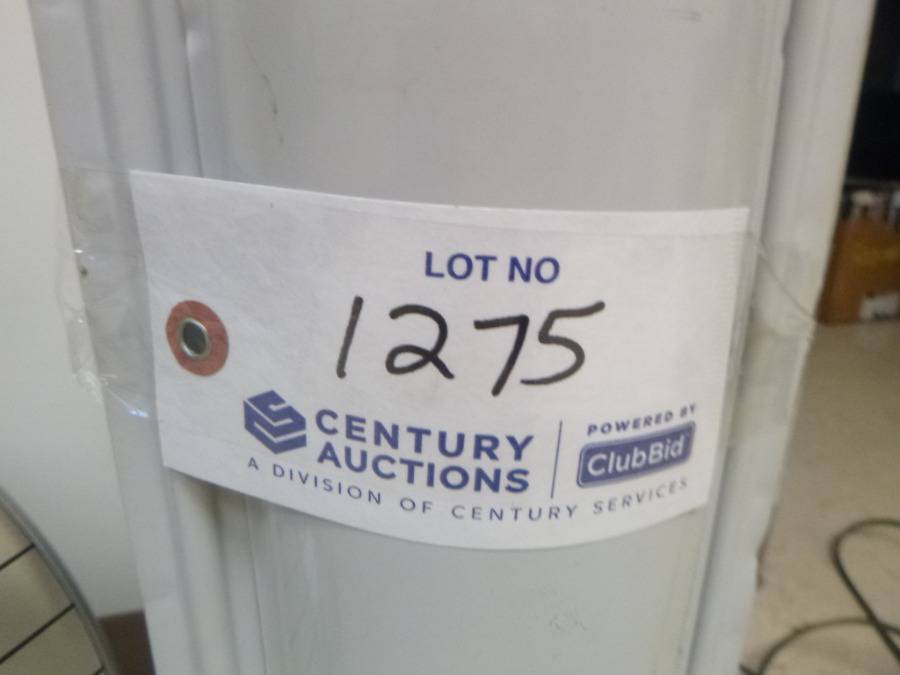 LOT NO
1275
CENTURY
AUCTIONS
A DIVISION OF CENTURY SERVICES
POWERED BY
ClubBid